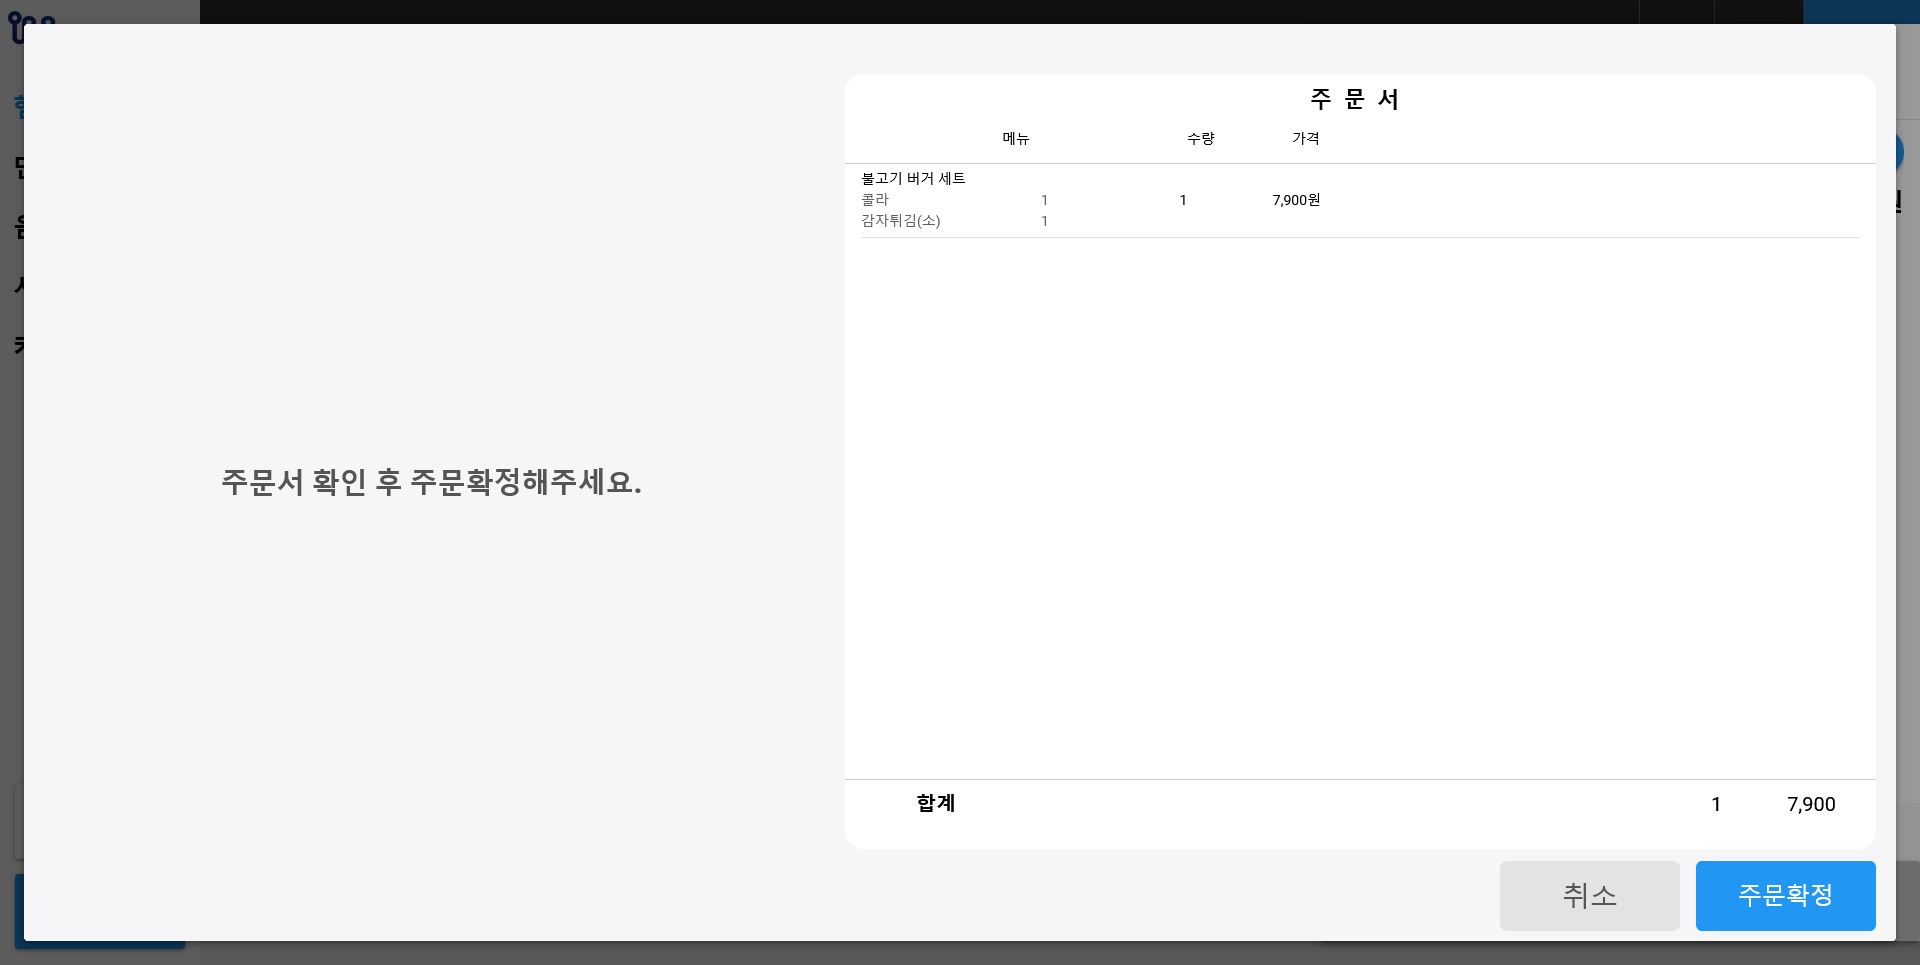 주 문 서
메뉴 수량 가격
불고기 버거 세트
콜라 1 1 7,900원
감자튀김(소) 1
주문서 확인 후 주문확정해주세요.
합계 1 7,900
취소 주문확정